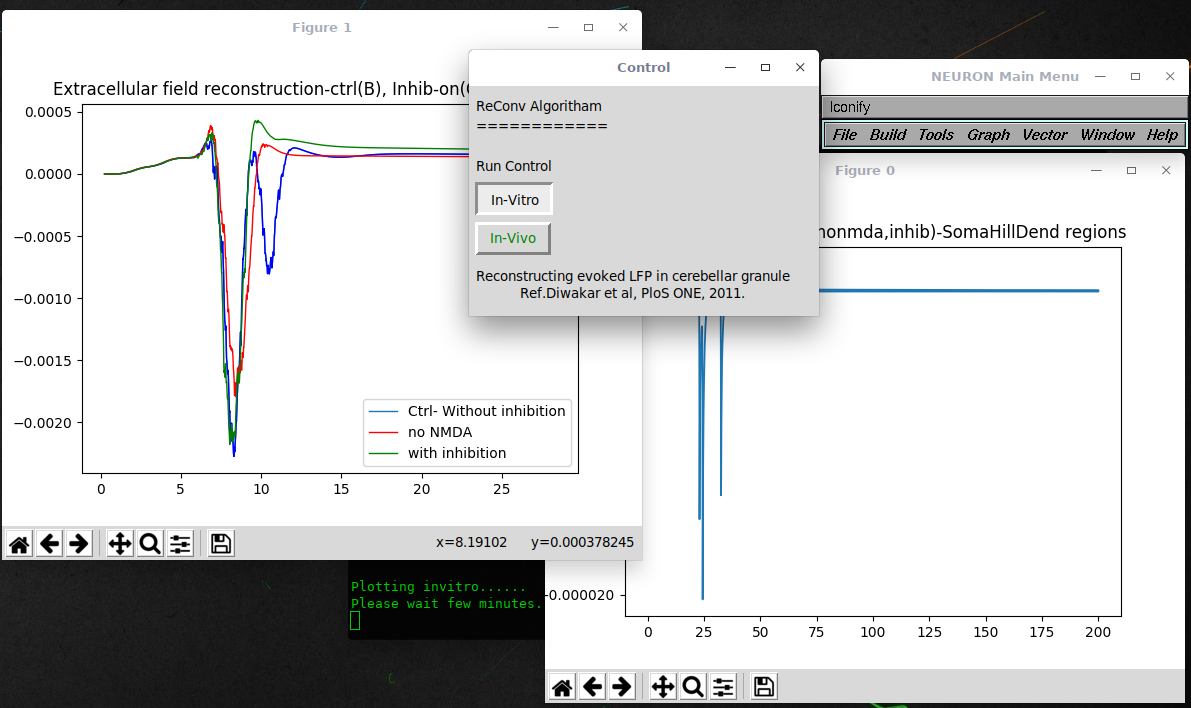 Figure 1
Extracellular field reconstruction-ctrl(B), Inhib-on(
0.0005
0.0000
−0.0005
−0.0010
−0.0015
−0.0020
0 5 10 15 20 25
Ctrl- Without inhibition
no NMDA
with inhibition
x=8.19102 y=0.000378245
Control
ReConv Algoritham
============
Run Control
In-Vitro
In-Vivo
Reconstructing evoked LFP in cerebellar granule
Ref.Diwakar et al, PloS ONE, 2011.
NEURON Main Menu
Iconify
File Build Tools Graph Vector Window Help
Figure 0
nonmda,inhib)-SomaHillDend regions
-0.000020
0 25 50 75 100 125 150 175 200
Plotting invitro......
Please wait few minutes.